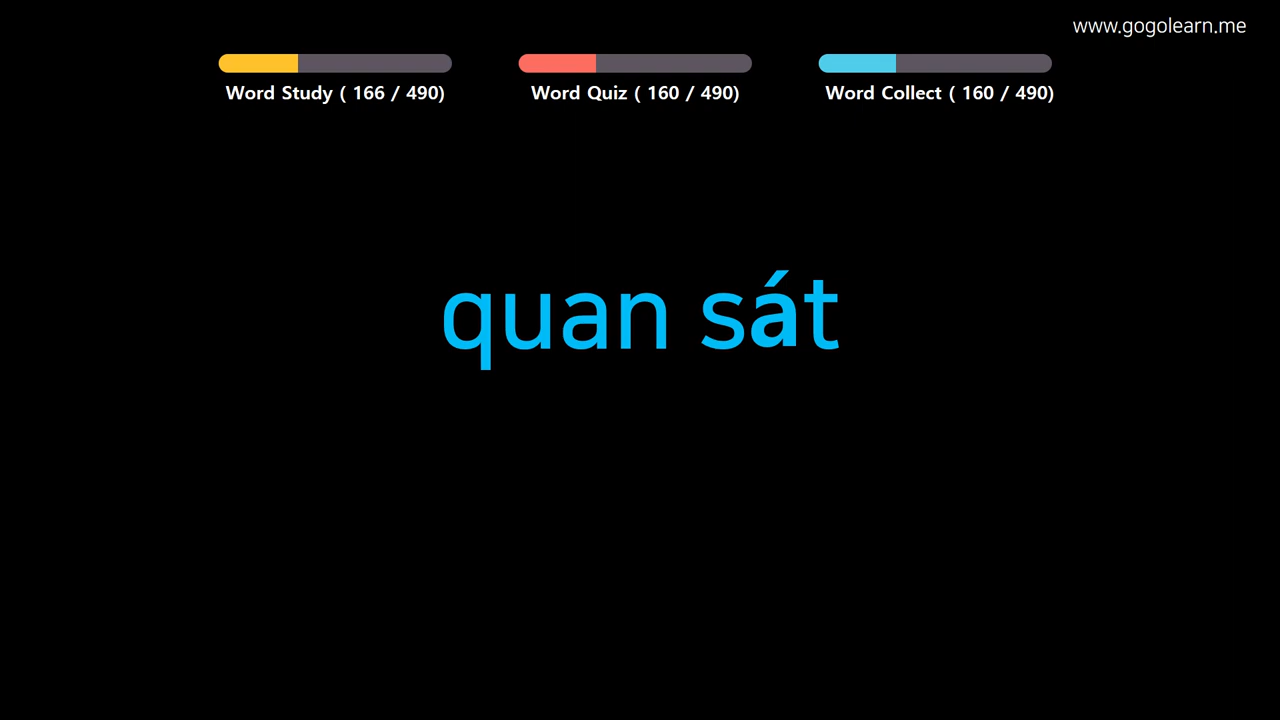 www.gogolearn.me
Word Study ( 166 / 490)
Word Quiz ( 160 / 490)
Word Collect ( 160 / 490)
quan sát